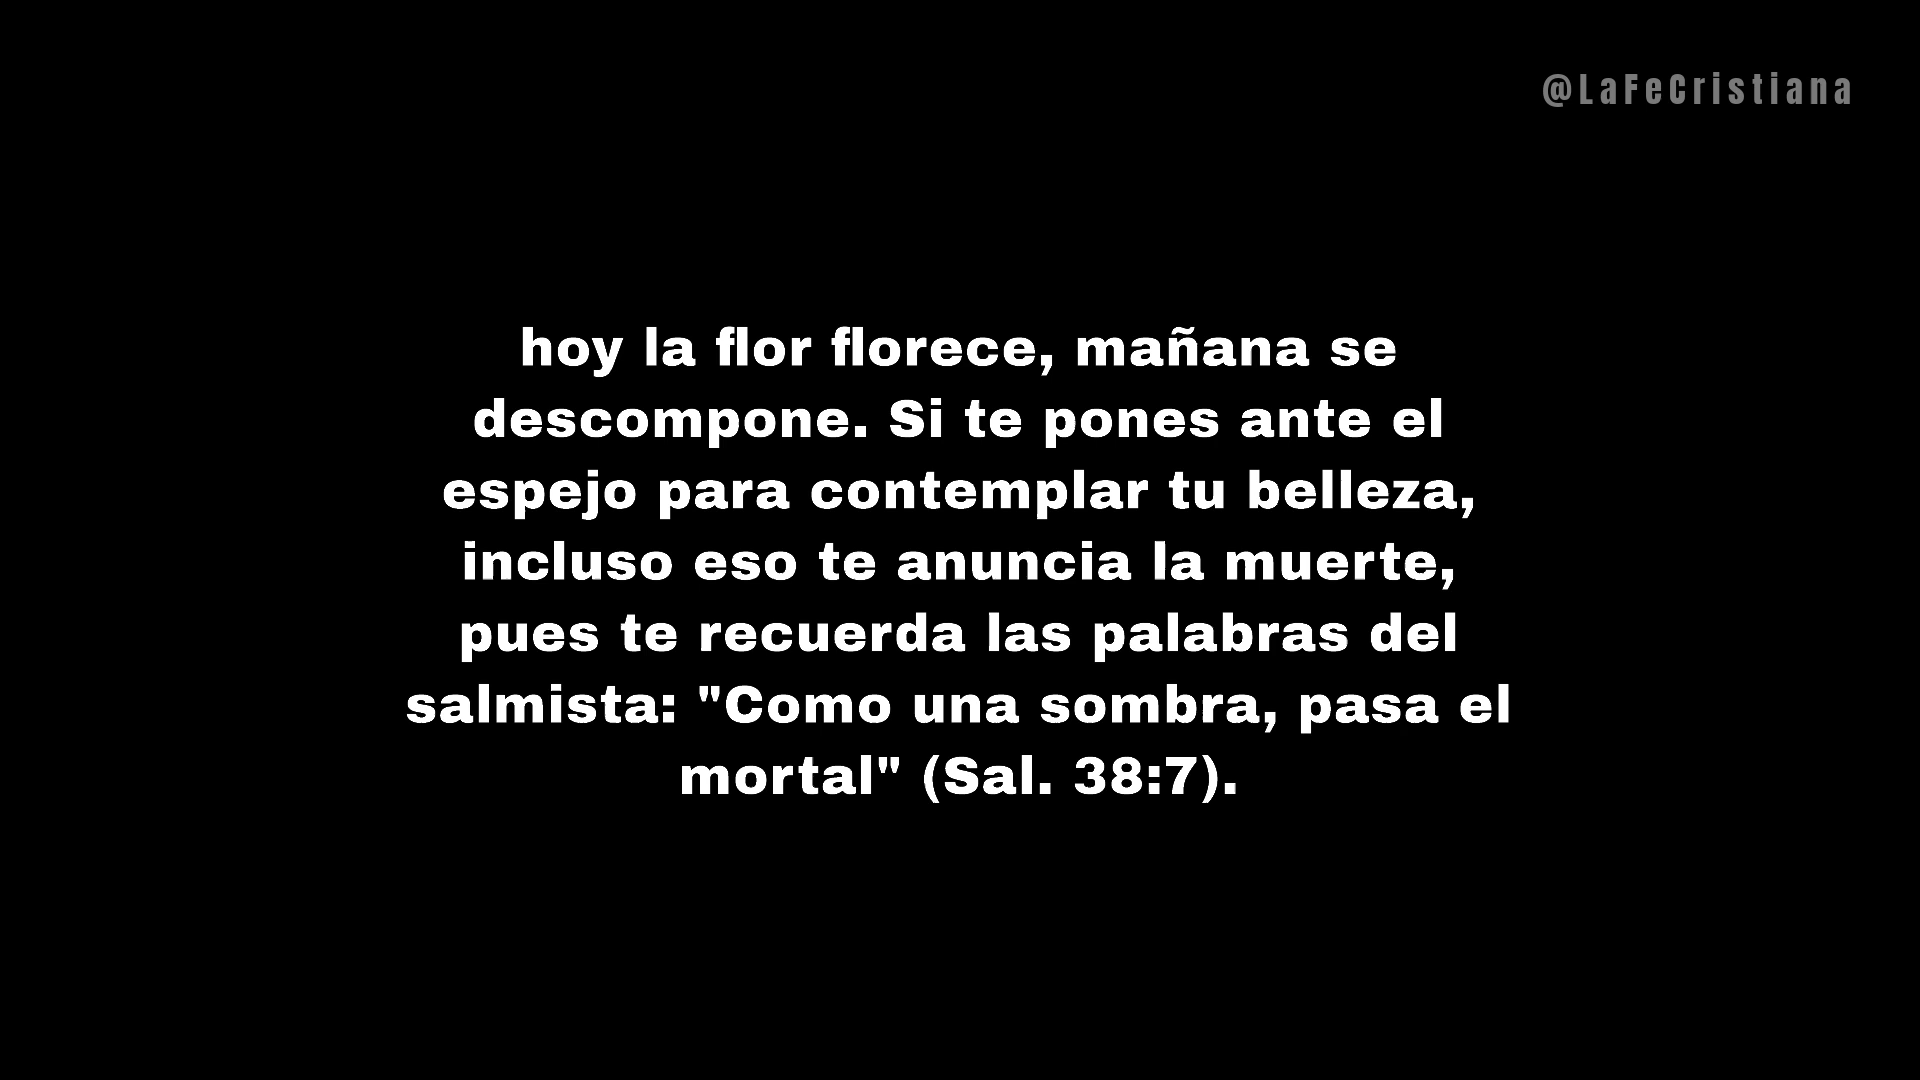 @LaFeCristiana
hoy la flor florece, mañana se
descompone. Si te pones ante el
espejo para contemplar tu belleza,
incluso eso te anuncia la muerte,
pues te recuerda las palabras del
salmista: "Como una sombra, pasa el
mortal" (Sal. 38:7).